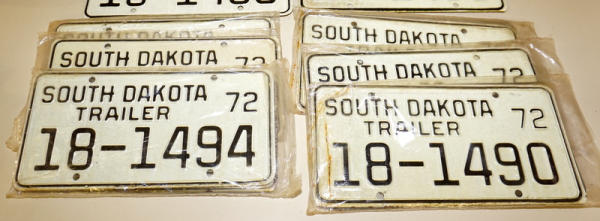 SOUTH DAKOTA
SOUTH DAKOTA 72
SOUTH DAKOTA 72
TRAILER
18-1494
SOUTH DAKOTA
SOUTH DAKOTA 72
SOUTH DAKOTA 72
TRAILER
18-1490